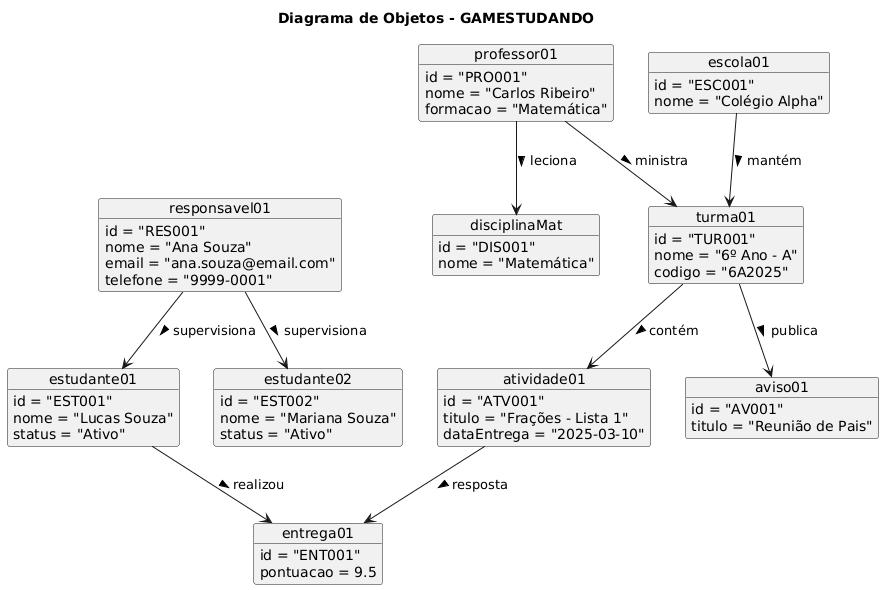 Diagrama de Objetos - GAMESTUDANDO
professor01
id = "PRO001"
nome = "Carlos Ribeiro"
formacao = "Matemática"
escola01
id = "ESC001"
nome = "Colégio Alpha"
leciona
ministra
mantém
responsavel01
id = "RES001"
nome = "Ana Souza"
email = "ana.souza@email.com"
telefone = "9999-0001"
disciplinaMat
id = "DIS001"
nome = "Matemática"
turma01
id = "TUR001"
nome = "6º Ano - A"
codigo = "6A2025"
supervisiona
supervisiona
contém
publica
estudante01
id = "EST001"
nome = "Lucas Souza"
status = "Ativo"
estudante02
id = "EST002"
nome = "Mariana Souza"
status = "Ativo"
atividade01
id = "ATV001"
titulo = "Frações - Lista 1"
dataEntrega = "2025-03-10"
aviso01
id = "AV001"
titulo = "Reunião de Pais"
realizou
resposta
entrega01
id = "ENT001"
pontuacao = 9.5